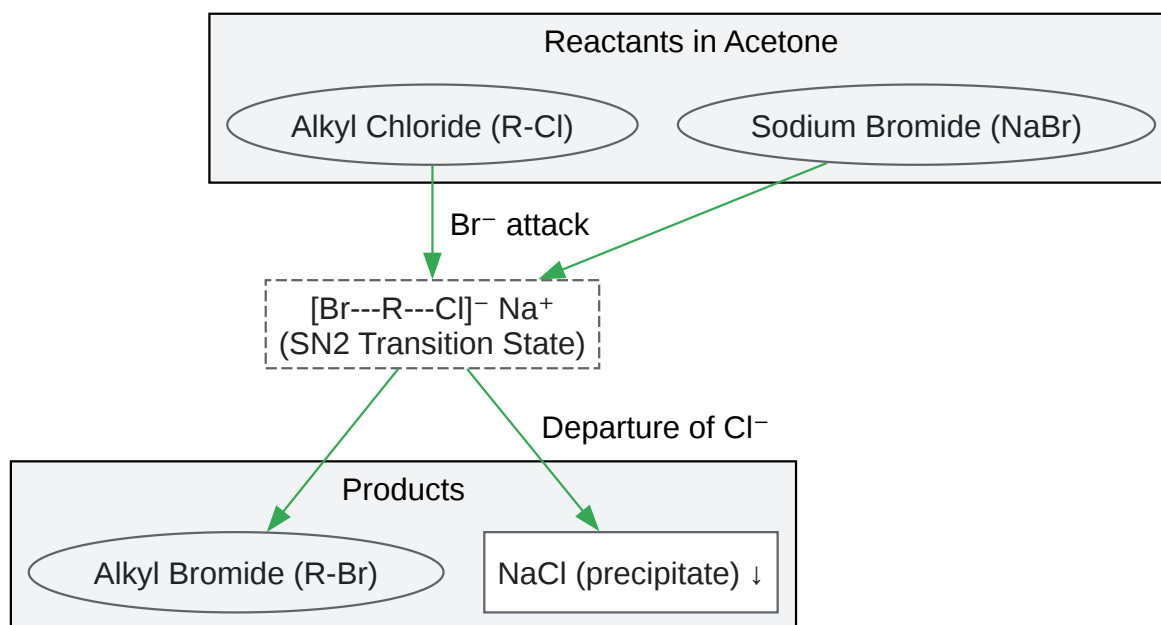 Reactants in Acetone
Alkyl Chloride (R-Cl)
Sodium Bromide (NaBr)
Br⁻ attack
[Br---R---Cl]⁻ Na⁺
(SN2 Transition State)
Departure of Cl⁻
Products
Alkyl Bromide (R-Br)
NaCl (precipitate) ↓